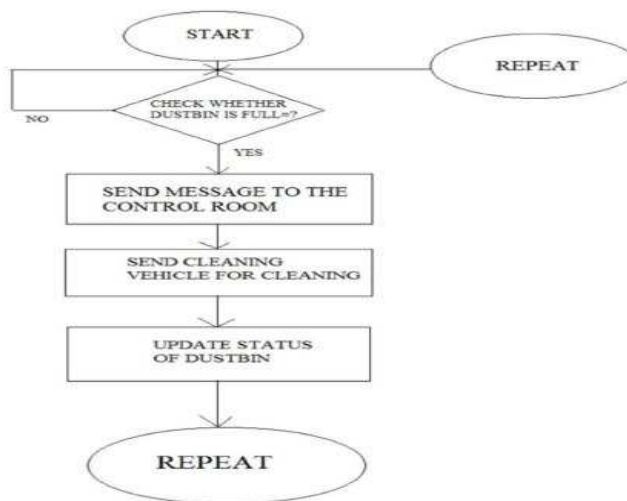 START
REPEAT
CHECK WHETHER
DUSTBIN IS FULL=?
NO
YES
SEND MESSAGE TO THE
CONTROL ROOM
SEND CLEANING
VEHICLE FOR CLEANING
UPDATE STATUS
OF DUSTBIN
REPEAT